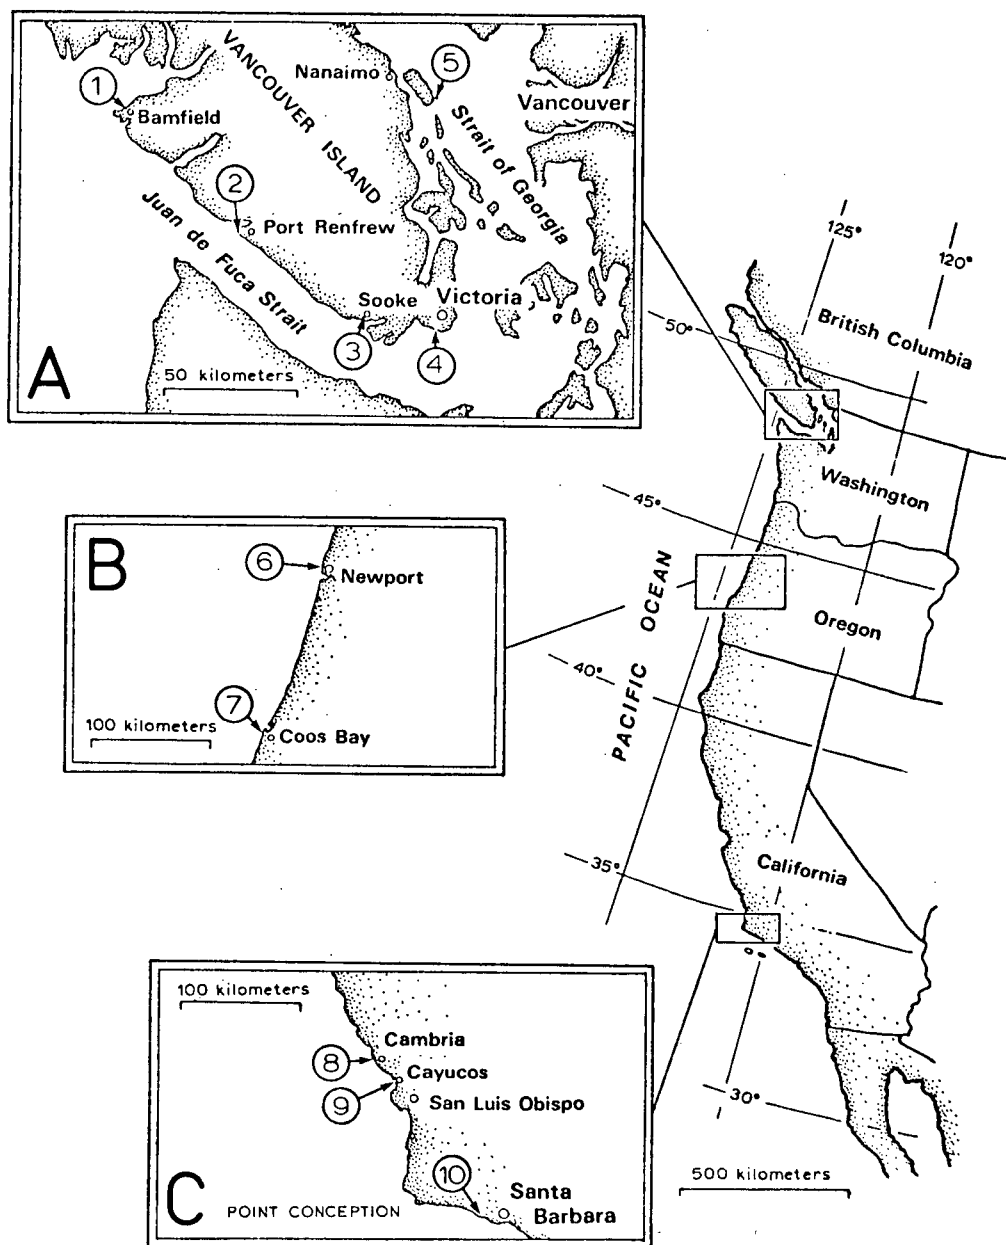 1
Bamfield
VANCOUVER ISLAND
Nanaimo
5
Vancouver
Strait of Georgia
2
Port Renfrew
Juan de Fuca Strait
Sooke
Victoria
3
4
A
50 kilometers
B
6
Newport
7
100 kilometers
Coos Bay
100 kilometers
Cambria
8
Cayucos
9
San Luis Obispo
10
Santa
Barbara
C
POINT CONCEPTION
125°
120°
50°
British Columbia
Washington
45°
PACIFIC OCEAN
Oregon
40°
35°
California
30°
500 kilometers